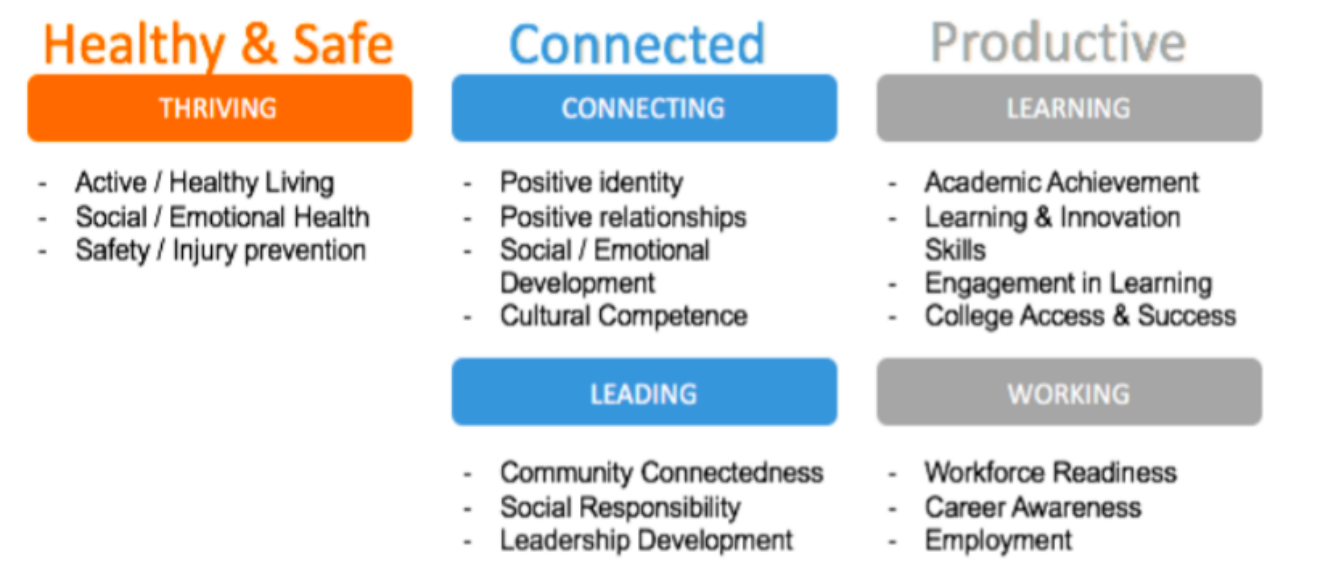 Healthy & Safe
THRIVING
- Active / Healthy Living
- Social / Emotional Health
- Safety / Injury prevention
Connected
CONNECTING
- Positive identity
- Positive relationships
- Social / Emotional
Development
- Cultural Competence
LEADING
- Community Connectedness
- Social Responsibility
- Leadership Development
Productive
LEARNING
- Academic Achievement
- Learning & Innovation
Skills
- Engagement in Learning
- College Access & Success
WORKING
- Workforce Readiness
- Career Awareness
- Employment